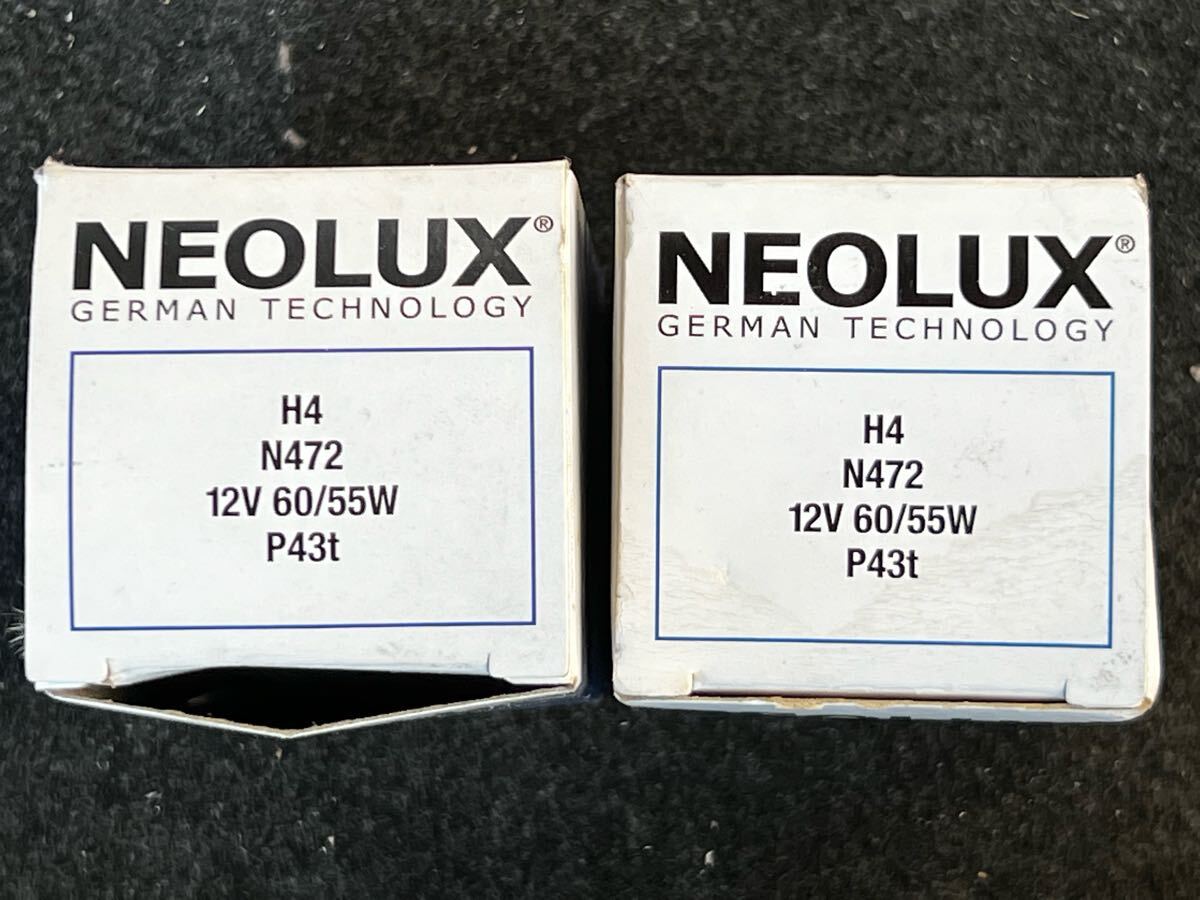 NEOLUX®
GERMAN TECHNOLOGY
H4
N472
12V 60/55W
P43t
NEOLUX®
GERMAN TECHNOLOGY
H4
N472
12V 60/55W
P43t